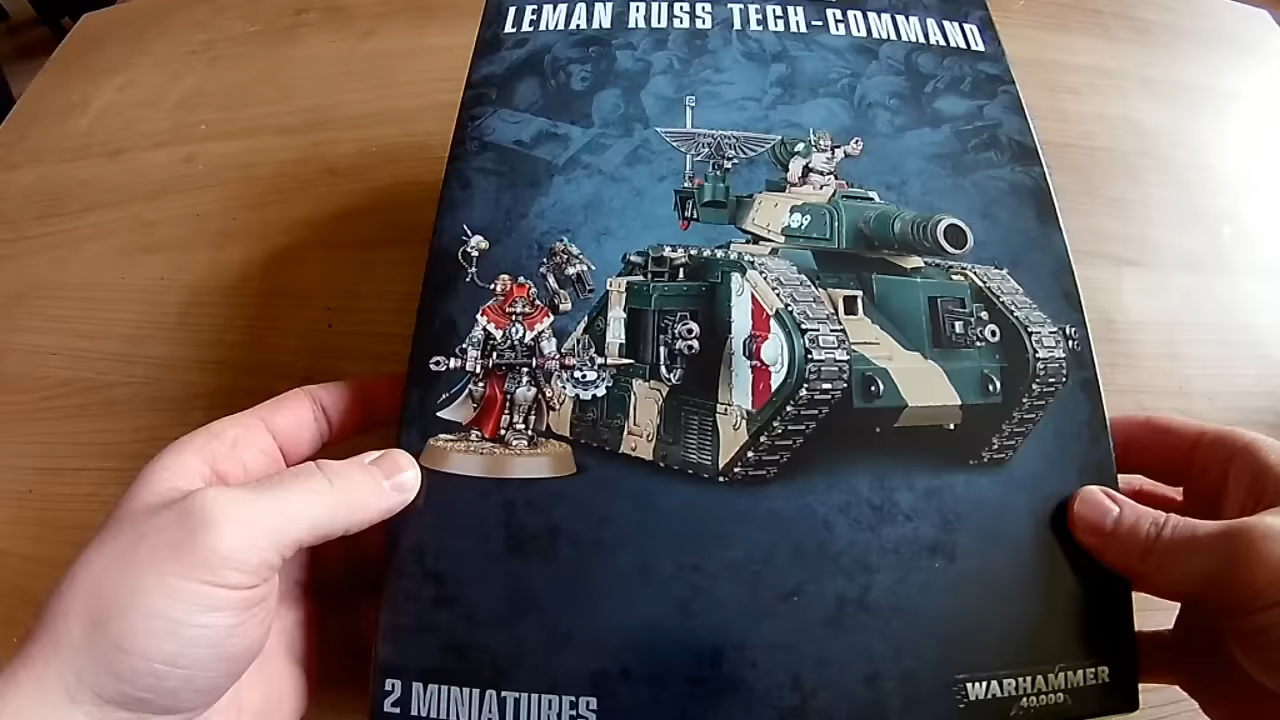 LEMAN RUSS TECH-COMMAND
2 MINIATURES
WARHAMMER
40,000